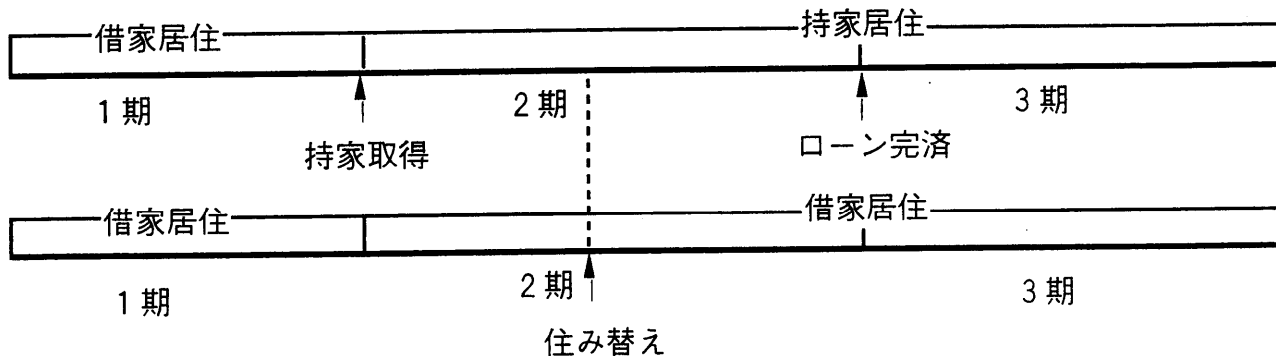 借家居住
持家居住
1期
2期
3期
持家取得
ローン完済
借家居住
借家居住
1期
2期
3期
住み替え